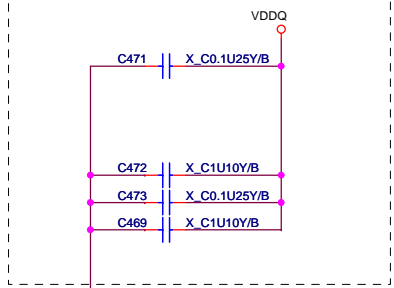 VDDQ
C471 X_C0.1U25Y/B
C472 X_C1U10Y/B
C473 X_C0.1U25Y/B
C469 X_C1U10Y/B